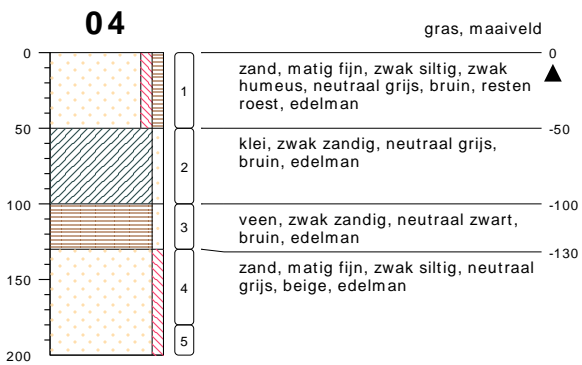 04
gras, maaiveld
0
1
zand, matig fijn, zwak siltig, zwak
humeus, neutraal grijs, bruin, resten
roest, edelman
0
50
2
klei, zwak zandig, neutraal grijs,
bruin, edelman
-50
100
3
veen, zwak zandig, neutraal zwart,
bruin, edelman
-100
-130
150
4
zand, matig fijn, zwak siltig, neutraal
grijs, beige, edelman
5
200